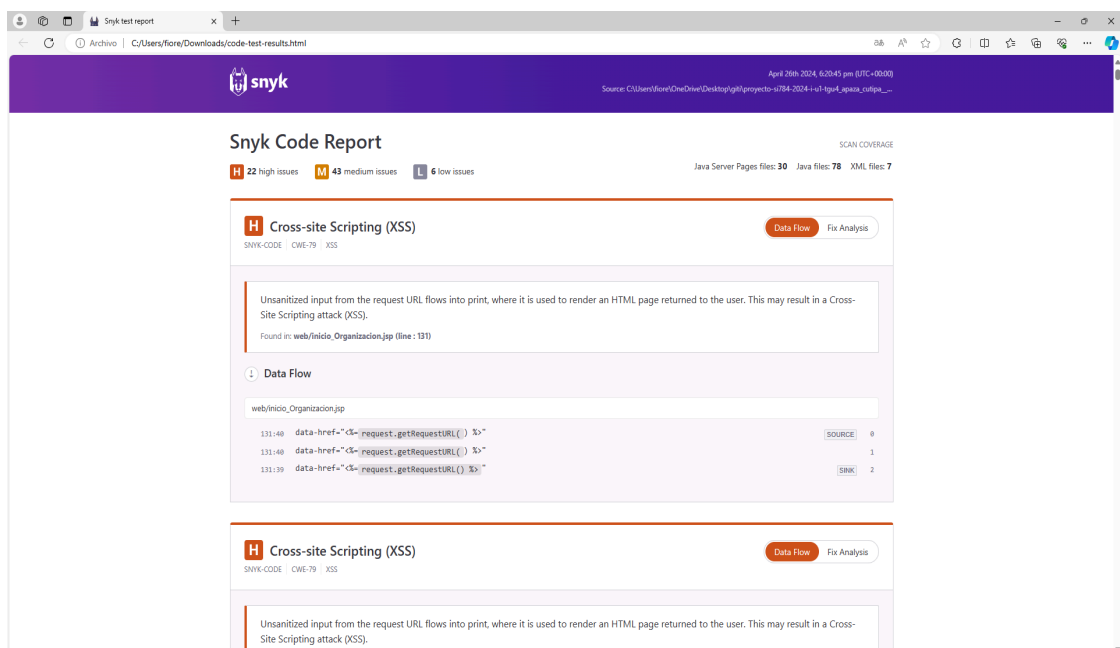 Snyk test report
Archivo
C:/Users/fiore/Downloads/code-test-results.html
snyk
April 26th 2024, 6:20:45 pm (UTC+00:00)
Source: C:\Users\fiore\OneDrive\Desktop\giti\proyecto-si784-2024-i-u1-tgu4_apaza_cutipa__...
Snyk Code Report
SCAN COVERAGE
H 22 high issues M 43 medium issues L 6 low issues
Java Server Pages files: 30 Java files: 78 XML files: 7
H Cross-site Scripting (XSS)
Data Flow Fix Analysis
SNYK-CODE | CWE-79 | XSS
Unsanitized input from the request URL flows into print, where it is used to render an HTML page returned to the user. This may result in a Cross-
Site Scripting attack (XSS).
Found in: web/inicio_Organizacion.jsp (line : 131)
Data Flow
web/inicio_Organizacion.jsp
131:40 data-href="<%= request.getRequestURL( ) %>" SOURCE 0
131:40 data-href="<%= request.getRequestURL( ) %>" 1
131:39 data-href="<%= request.getRequestURL() %> " SINK 2
H Cross-site Scripting (XSS)
Data Flow Fix Analysis
SNYK-CODE | CWE-79 | XSS
Unsanitized input from the request URL flows into print, where it is used to render an HTML page returned to the user. This may result in a Cross-
Site Scripting attack (XSS).